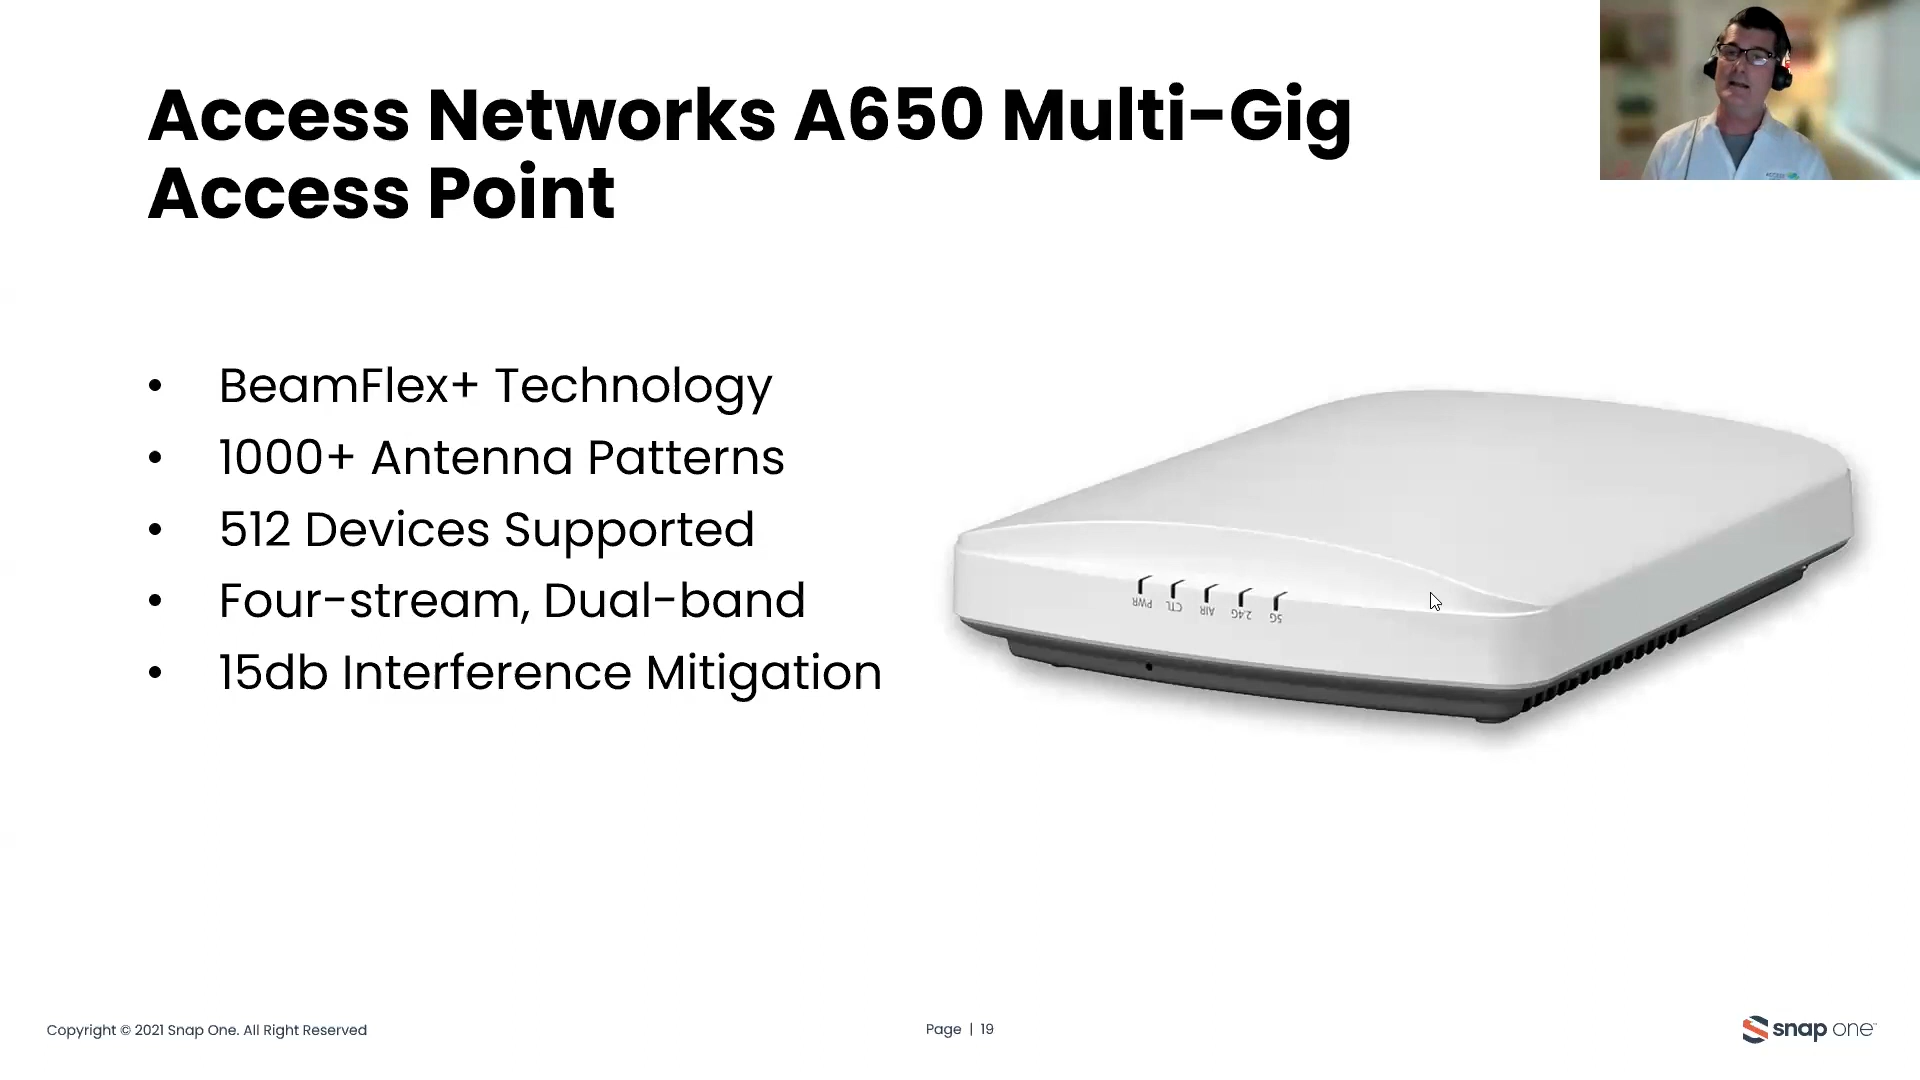 Access Networks A650 Multi-Gig
Access Point
• BeamFlex+ Technology
• 1000+ Antenna Patterns
• 512 Devices Supported
• Four-stream, Dual-band
• 15db Interference Mitigation
PWR CTL AIR 2.4G 5G
ACCESS
Copyright © 2021 Snap One. All Right Reserved
Page | 19
snap one™